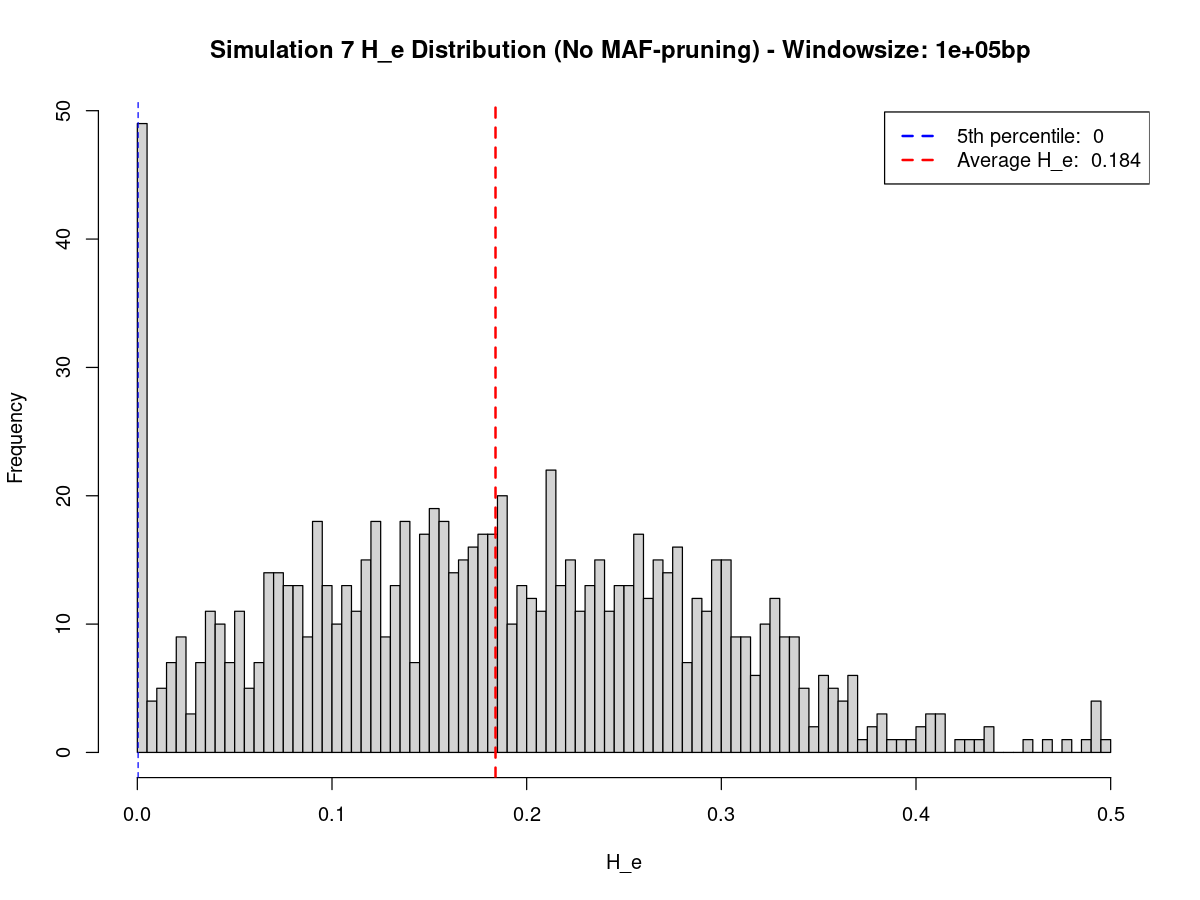 Simulation 7 H_e Distribution (No MAF-pruning) - Windowsize: 1e+05bp
5th percentile:  0
Average H_e:  0.184
Frequency
50
40
30
20
10
0
0.0 0.1 0.2 0.3 0.4 0.5
H_e